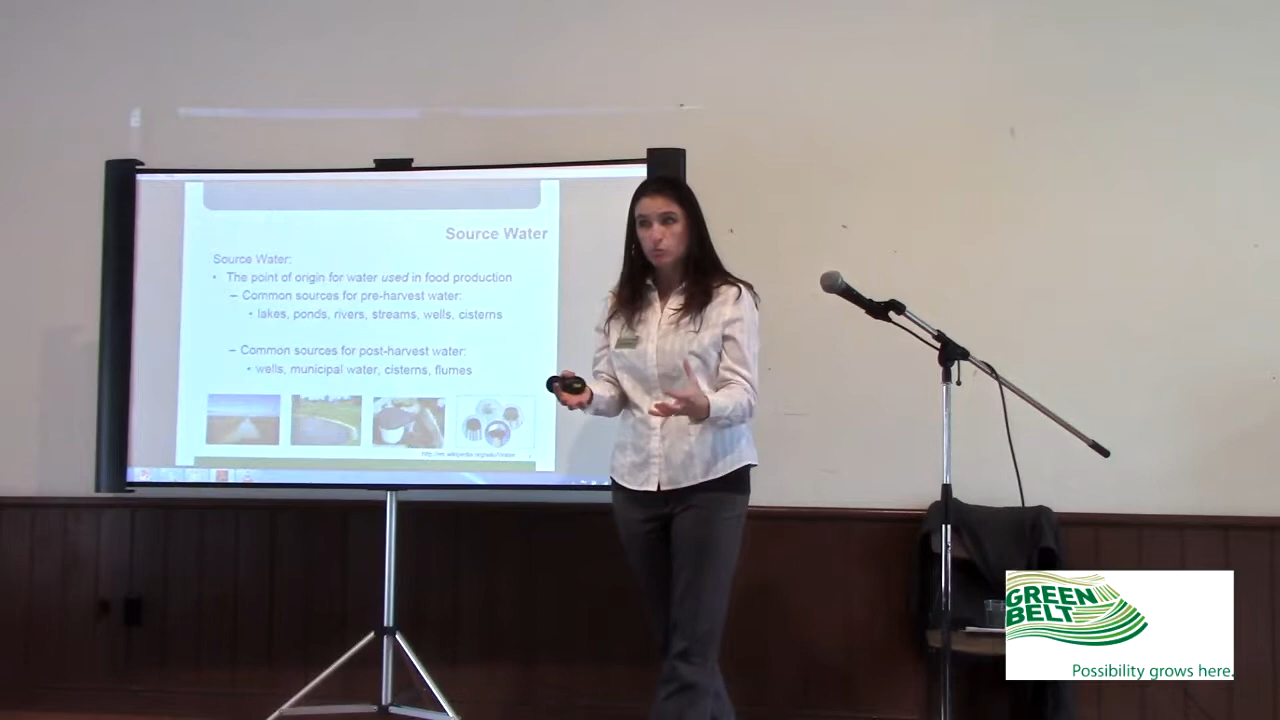 Source Water
Source Water:
• The point of origin for water used in food production
– Common sources for pre-harvest water:
• lakes, ponds, rivers, streams, wells, cisterns
– Common sources for post-harvest water:
• wells, municipal water, cisterns, flumes
GREEN
BELT
Possibility grows here.